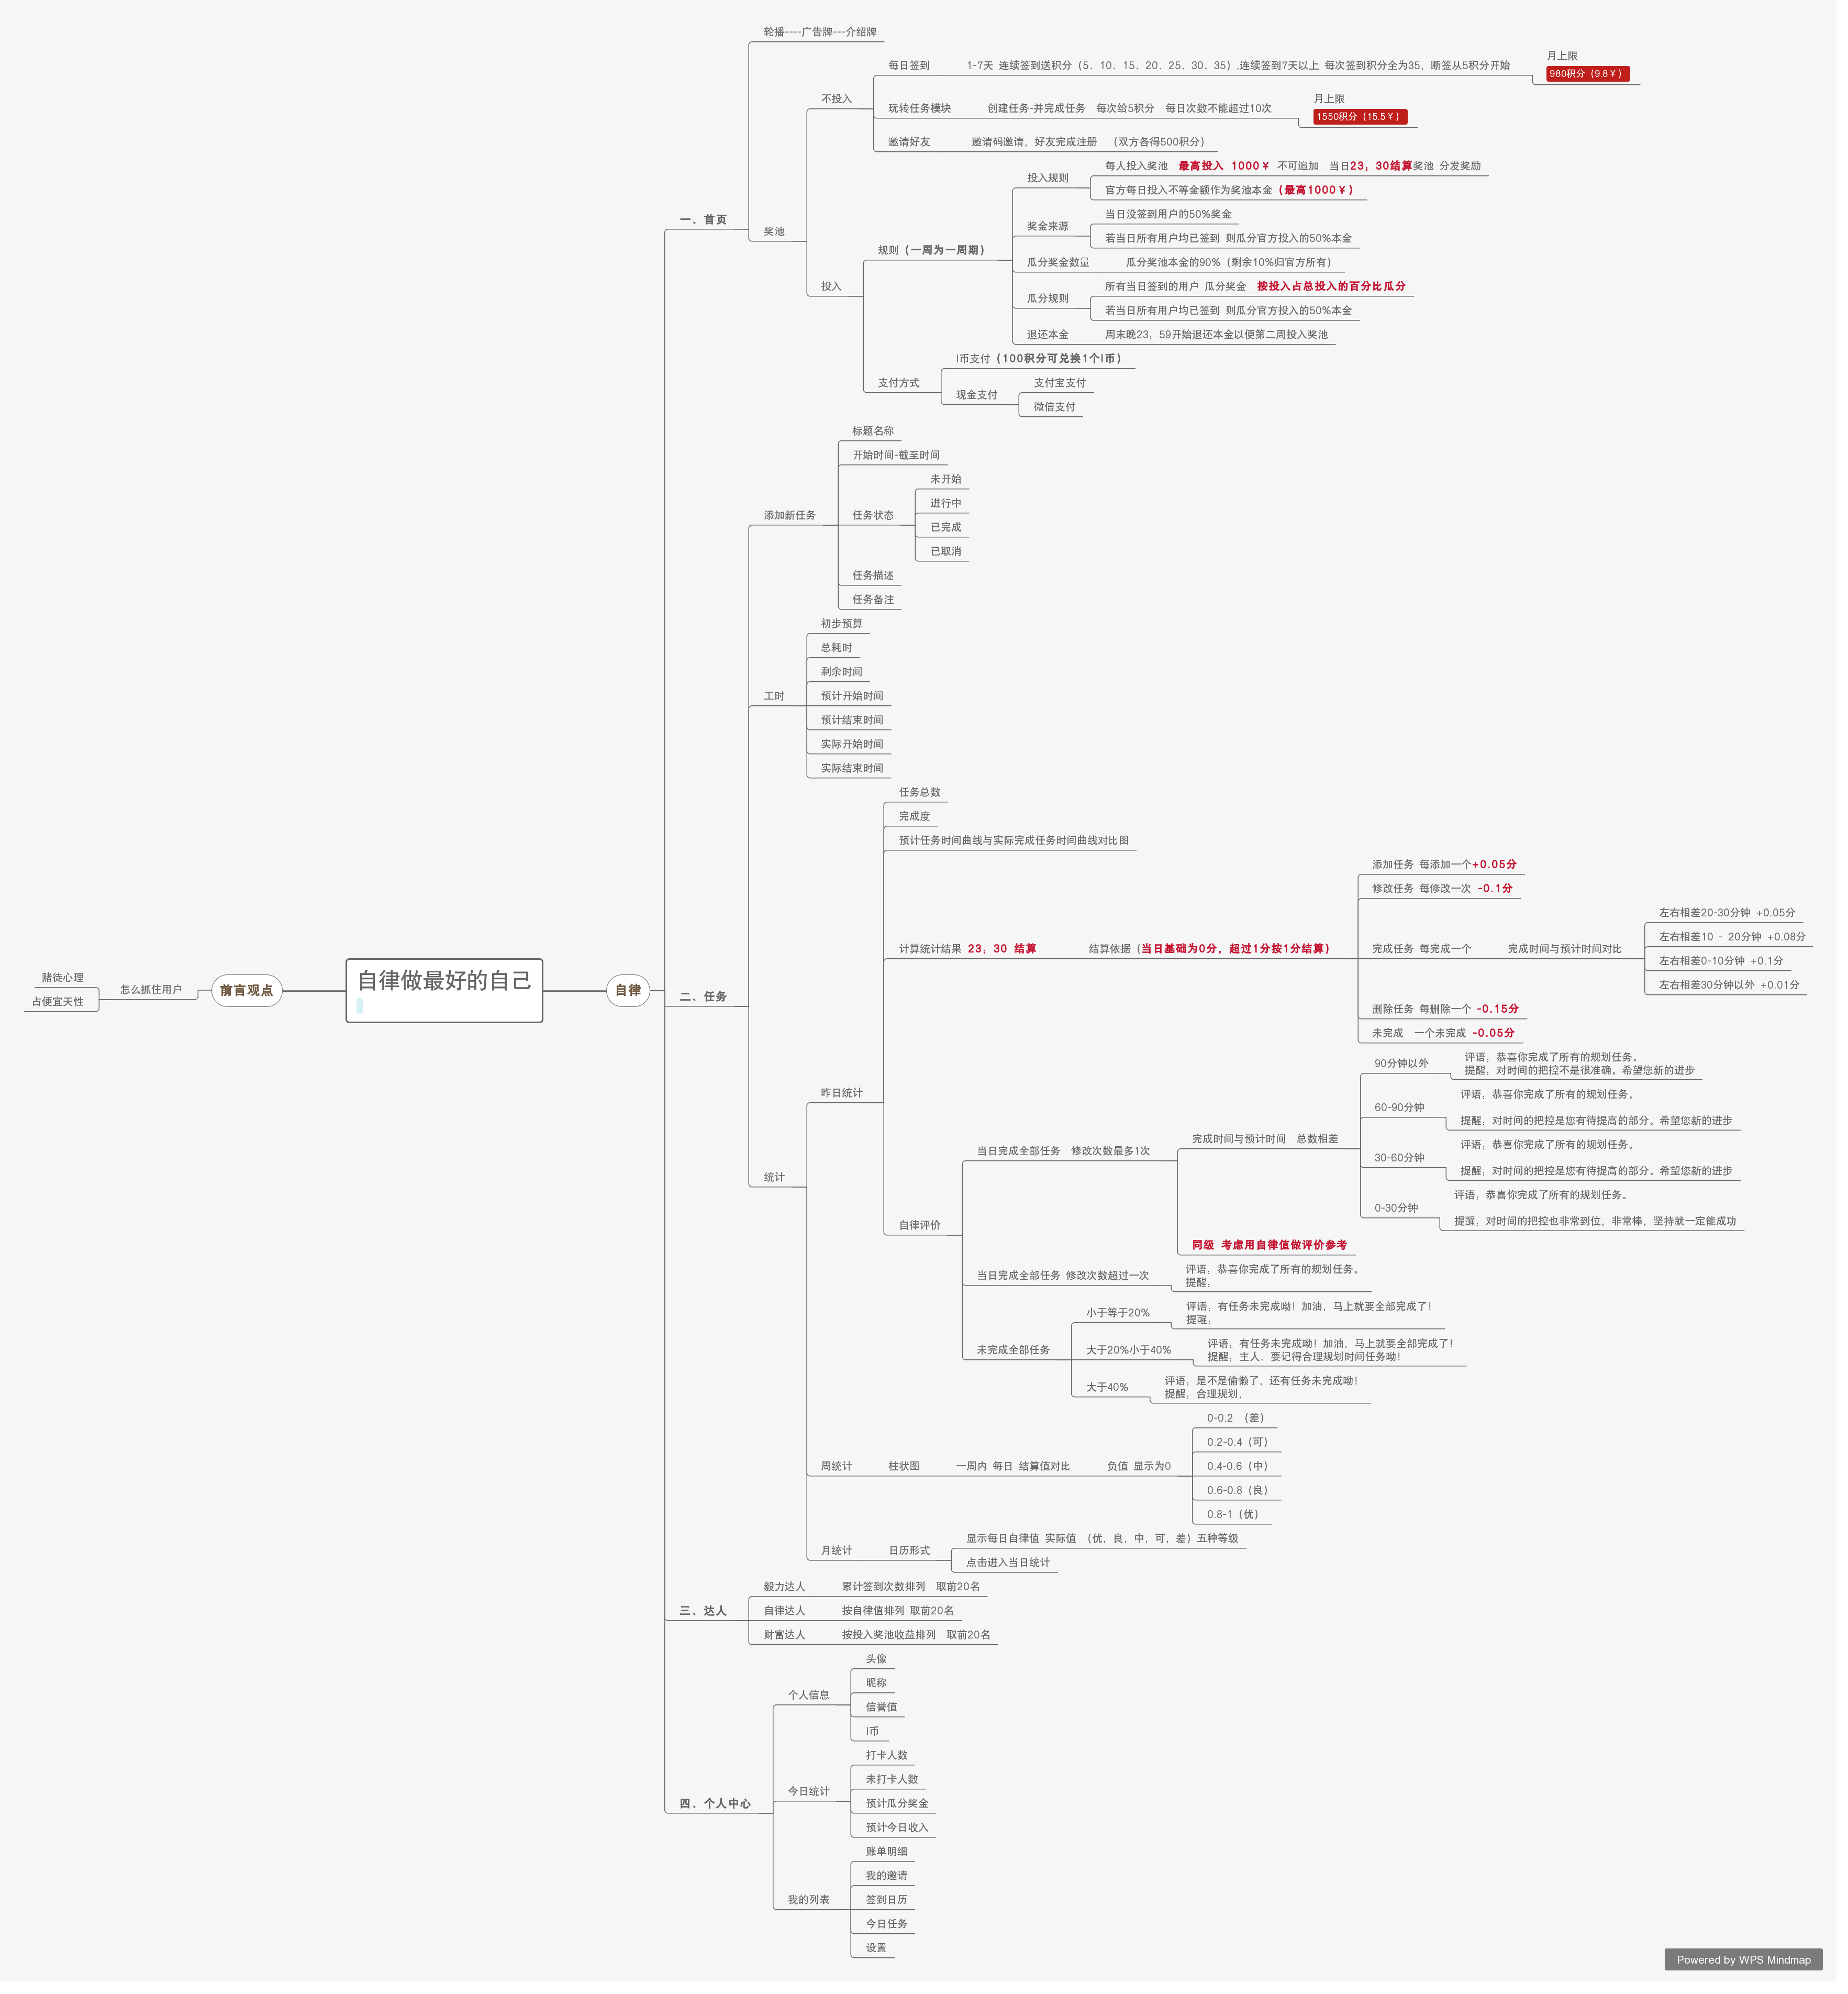 自律做最好的自己
前言观点
怎么抓住用户
赌徒心理
占便宜天性
自律
一、首页
轮播----广告牌---介绍牌
奖池
不投入
每日签到
1-7天 连续签到送积分（5、10、15、20、25、30、35）,连续签到7天以上 每次签到积分全为35，断签从5积分开始
月上限
980积分（9.8￥）
玩转任务模块
创建任务-并完成任务 每次给5积分 每日次数不能超过10次
月上限
1550积分（15.5￥）
邀请好友
邀请码邀请，好友完成注册 （双方各得500积分）
投入
规则（一周为一周期）
投入规则
每人投入奖池 最高投入 1000￥ 不可追加 当日23；30结算奖池 分发奖励
官方每日投入不等金额作为奖池本金（最高1000￥）
奖金来源
当日没签到用户的50%奖金
若当日所有用户均已签到 则瓜分官方投入的50%本金
瓜分奖金数量
瓜分奖池本金的90%（剩余10%归官方所有）
瓜分规则
所有当日签到的用户 瓜分奖金 按投入占总投入的百分比瓜分
若当日所有用户均已签到 则瓜分官方投入的50%本金
退还本金
周末晚23；59开始退还本金以便第二周投入奖池
支付方式
I币支付（100积分可兑换1个I币）
现金支付
支付宝支付
微信支付
二、任务
添加新任务
标题名称
开始时间-截至时间
任务状态
未开始
进行中
已完成
已取消
任务描述
任务备注
工时
初步预算
总耗时
剩余时间
预计开始时间
预计结束时间
实际开始时间
实际结束时间
统计
昨日统计
任务总数
完成度
预计任务时间曲线与实际完成任务时间曲线对比图
计算统计结果 23；30 结算
结算依据（当日基础为0分，超过1分按1分结算）
添加任务 每添加一个+0.05分
修改任务 每修改一次 -0.1分
完成任务 每完成一个
完成时间与预计时间对比
左右相差20-30分钟 +0.05分
左右相差10 - 20分钟 +0.08分
左右相差0-10分钟 +0.1分
左右相差30分钟以外 +0.01分
删除任务 每删除一个 -0.15分
未完成 一个未完成 -0.05分
自律评价
当日完成全部任务 修改次数最多1次
完成时间与预计时间 总数相差
90分钟以外
评语；恭喜你完成了所有的规划任务。
提醒；对时间的把控不是很准确。希望您新的进步
60-90分钟
评语；恭喜你完成了所有的规划任务。
提醒；对时间的把控是您有待提高的部分。希望您新的进步
30-60分钟
评语；恭喜你完成了所有的规划任务。
提醒；对时间的把控是您有待提高的部分。希望您新的进步
0-30分钟
评语；恭喜你完成了所有的规划任务。
提醒；对时间的把控也非常到位，非常棒，坚持就一定能成功
同级 考虑用自律值做评价参考
当日完成全部任务 修改次数超过一次
评语；恭喜你完成了所有的规划任务。
提醒；
未完成全部任务
小于等于20%
评语；有任务未完成呦！加油，马上就要全部完成了！
提醒；
大于20%小于40%
评语；有任务未完成呦！加油，马上就要全部完成了！
提醒；主人、要记得合理规划时间任务呦！
大于40%
评语；是不是偷懒了，还有任务未完成呦！
提醒；合理规划，
周统计
柱状图
一周内 每日 结算值对比
负值 显示为0
0-0.2 （差）
0.2-0.4（可）
0.4-0.6（中）
0.6-0.8（良）
0.8-1（优）
月统计
日历形式
显示每日自律值 实际值 （优，良，中，可，差）五种等级
点击进入当日统计
三、达人
毅力达人
累计签到次数排列 取前20名
自律达人
按自律值排列 取前20名
财富达人
按投入奖池收益排列 取前20名
四、个人中心
个人信息
头像
昵称
信誉值
I币
今日统计
打卡人数
未打卡人数
预计瓜分奖金
预计今日收入
我的列表
账单明细
我的邀请
签到日历
今日任务
设置
Powered by WPS Mindmap